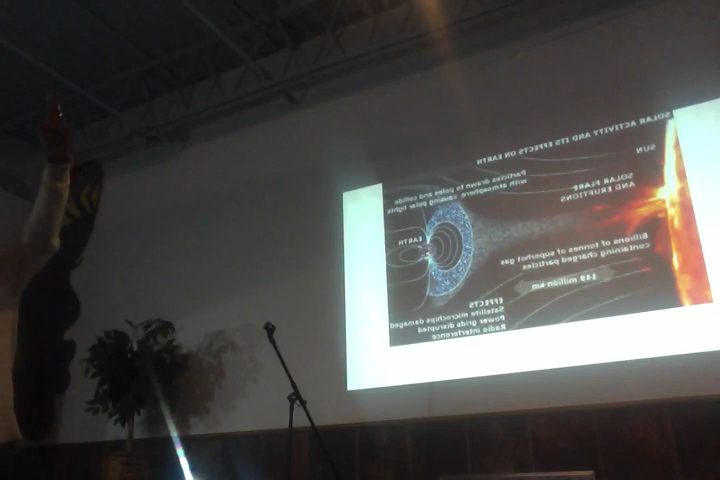 SOLAR ACTIVITY AND ITS EFFECTS ON EARTH
SUN
SOLAR FLARE
AND ERUPTIONS
Particles drawn to poles and collide
with atmosphere, causing polar lights
EARTH
Billions of tonnes of superhot gas
containing charged particles
149 million km
EFFECTS
Satellite microchips damaged
Power grids disrupted
Radio interference